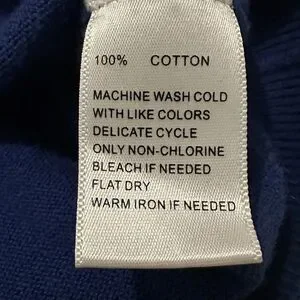 100% COTTON
MACHINE WASH COLD
WITH LIKE COLORS
DELICATE CYCLE
ONLY NON-CHLORINE
BLEACH IF NEEDED
FLAT DRY
WARM IRON IF NEEDED